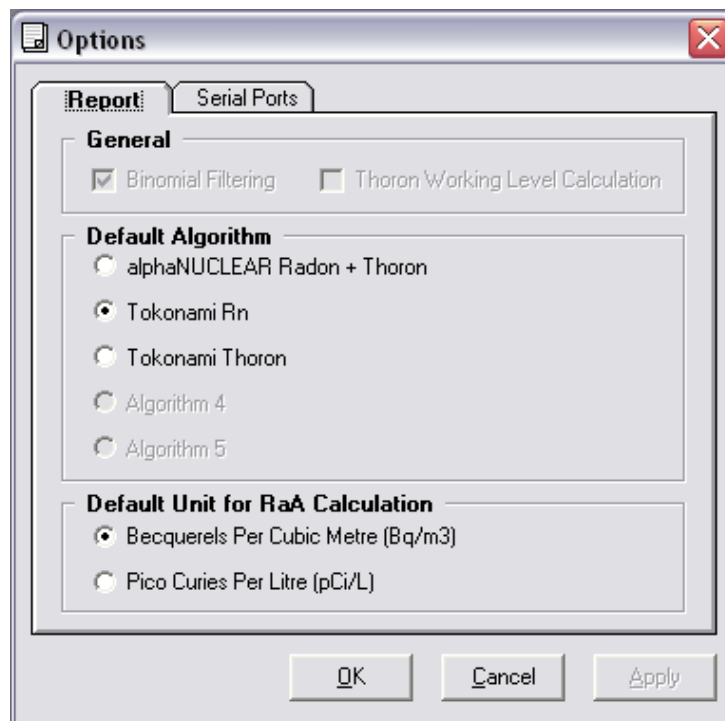 Options
Report Serial Ports
General
Binomial Filtering Thoron Working Level Calculation
Default Algorithm
alphaNUCLEAR Radon + Thoron
Tokonami Rn
Tokonami Thoron
Algorithm 4
Algorithm 5
Default Unit for RaA Calculation
Becquerels Per Cubic Metre (Bq/m3)
Pico Curies Per Litre (pCi/L)
OK Cancel Apply